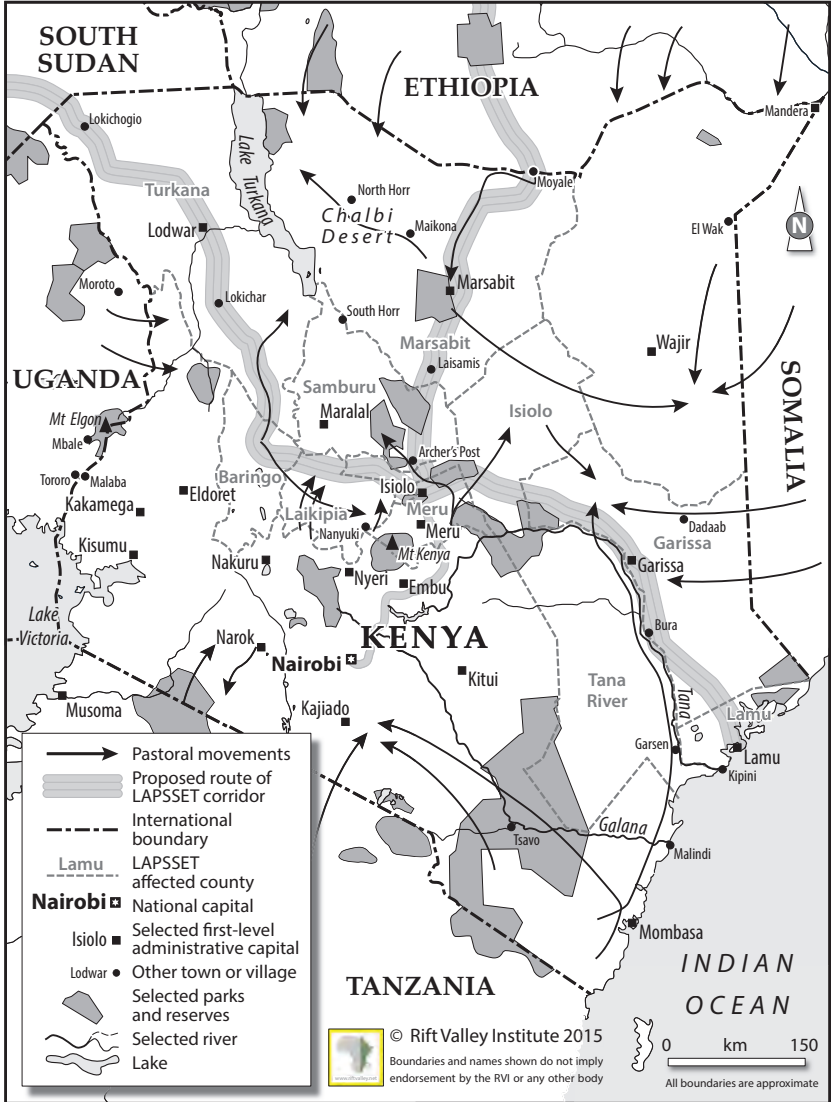 SOUTH
SUDAN
ETHIOPIA
Lokichogio
Mandera
Lake Turkana
Turkana
Moyale
North Horr
Chalbi
Desert
N
Lodwar
Maikona
El Wak
Moroto
Lokichar
Marsabit
South Horr
Marsabit
Wajir
Laisamis
UGANDA
Samburu
SOMALIA
Isiolo
Maralal
Mt Elgon
Mbale
Archer's Post
Tororo
Malaba
Baringo
Isiolo
Eldoret
Kakamega
Laikipia
Meru
Nanyuki
Meru
Dadaab
Garissa
Kisumu
Mt Kenya
Nakuru
Garissa
Nyeri
Embu
Lake
Victoria
KENYA
Bura
Narok
Nairobi
Kitui
Tana
River
Tana
Musoma
Kajiado
Lamu
Garsen
Lamu
Kipini
Galana
Tsavo
Malindi
Mombasa
INDIAN
OCEAN
TANZANIA
Pastoral movements
Proposed route of
LAPSSET corridor
International
boundary
Lamu
LAPSSET
affected county
Nairobi
National capital
Isiolo
Selected first-level
administrative capital
Lodwar
Other town or village
Selected parks
and reserves
Selected river
Lake
www.riftvalley.net
© Rift Valley Institute 2015
Boundaries and names shown do not imply
endorsement by the RVI or any other body
0 km 150
All boundaries are approximate